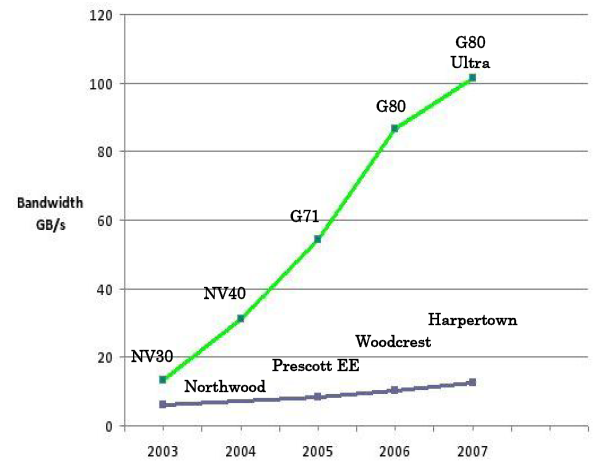 120
G80
Ultra
100
G80
80
Bandwidth
GB/s
60
G71
40
NV40
Harpertown
Woodcrest
20
NV30
Prescott EE
Northwood
0
2003 2004 2005 2006 2007